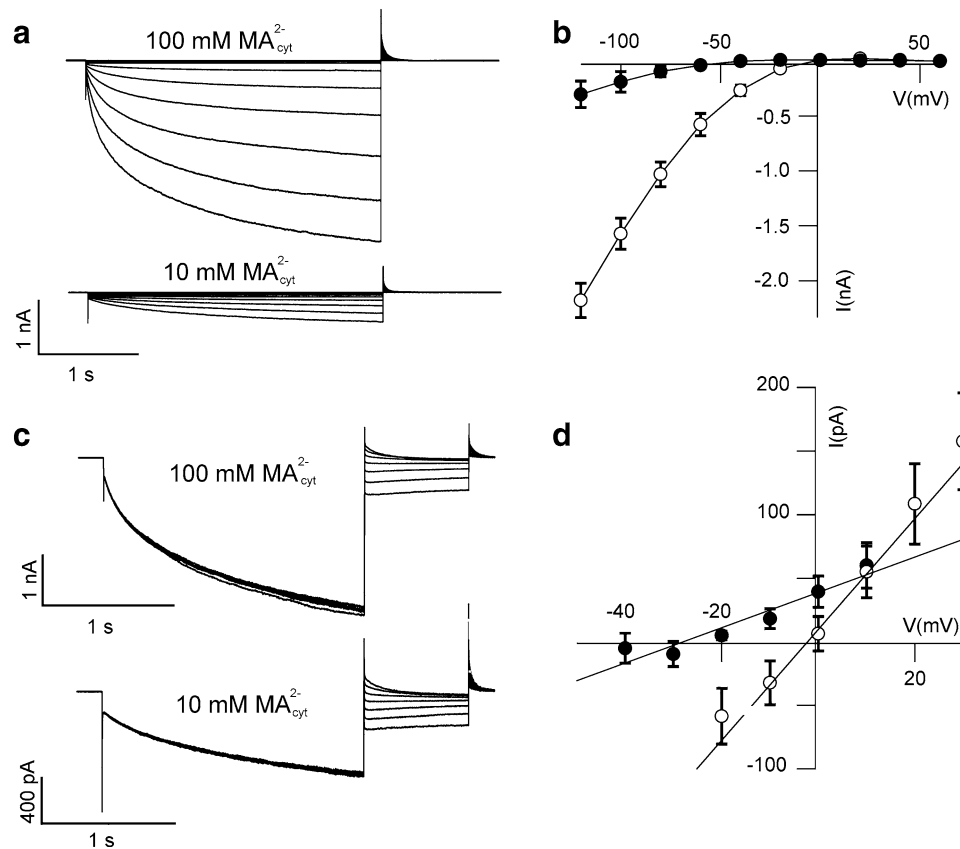 a
100 mM MA2-cyt
10 mM MA2-cyt
1 nA
1 s
b
-100
-50
50
V(mV)
-0.5
-1.0
-1.5
-2.0
I(nA)
c
100 mM MA2-cyt
1 nA
1 s
10 mM MA2-cyt
400 pA
1 s
d
200
I(pA)
100
-40
-20
V(mV)
20
-100